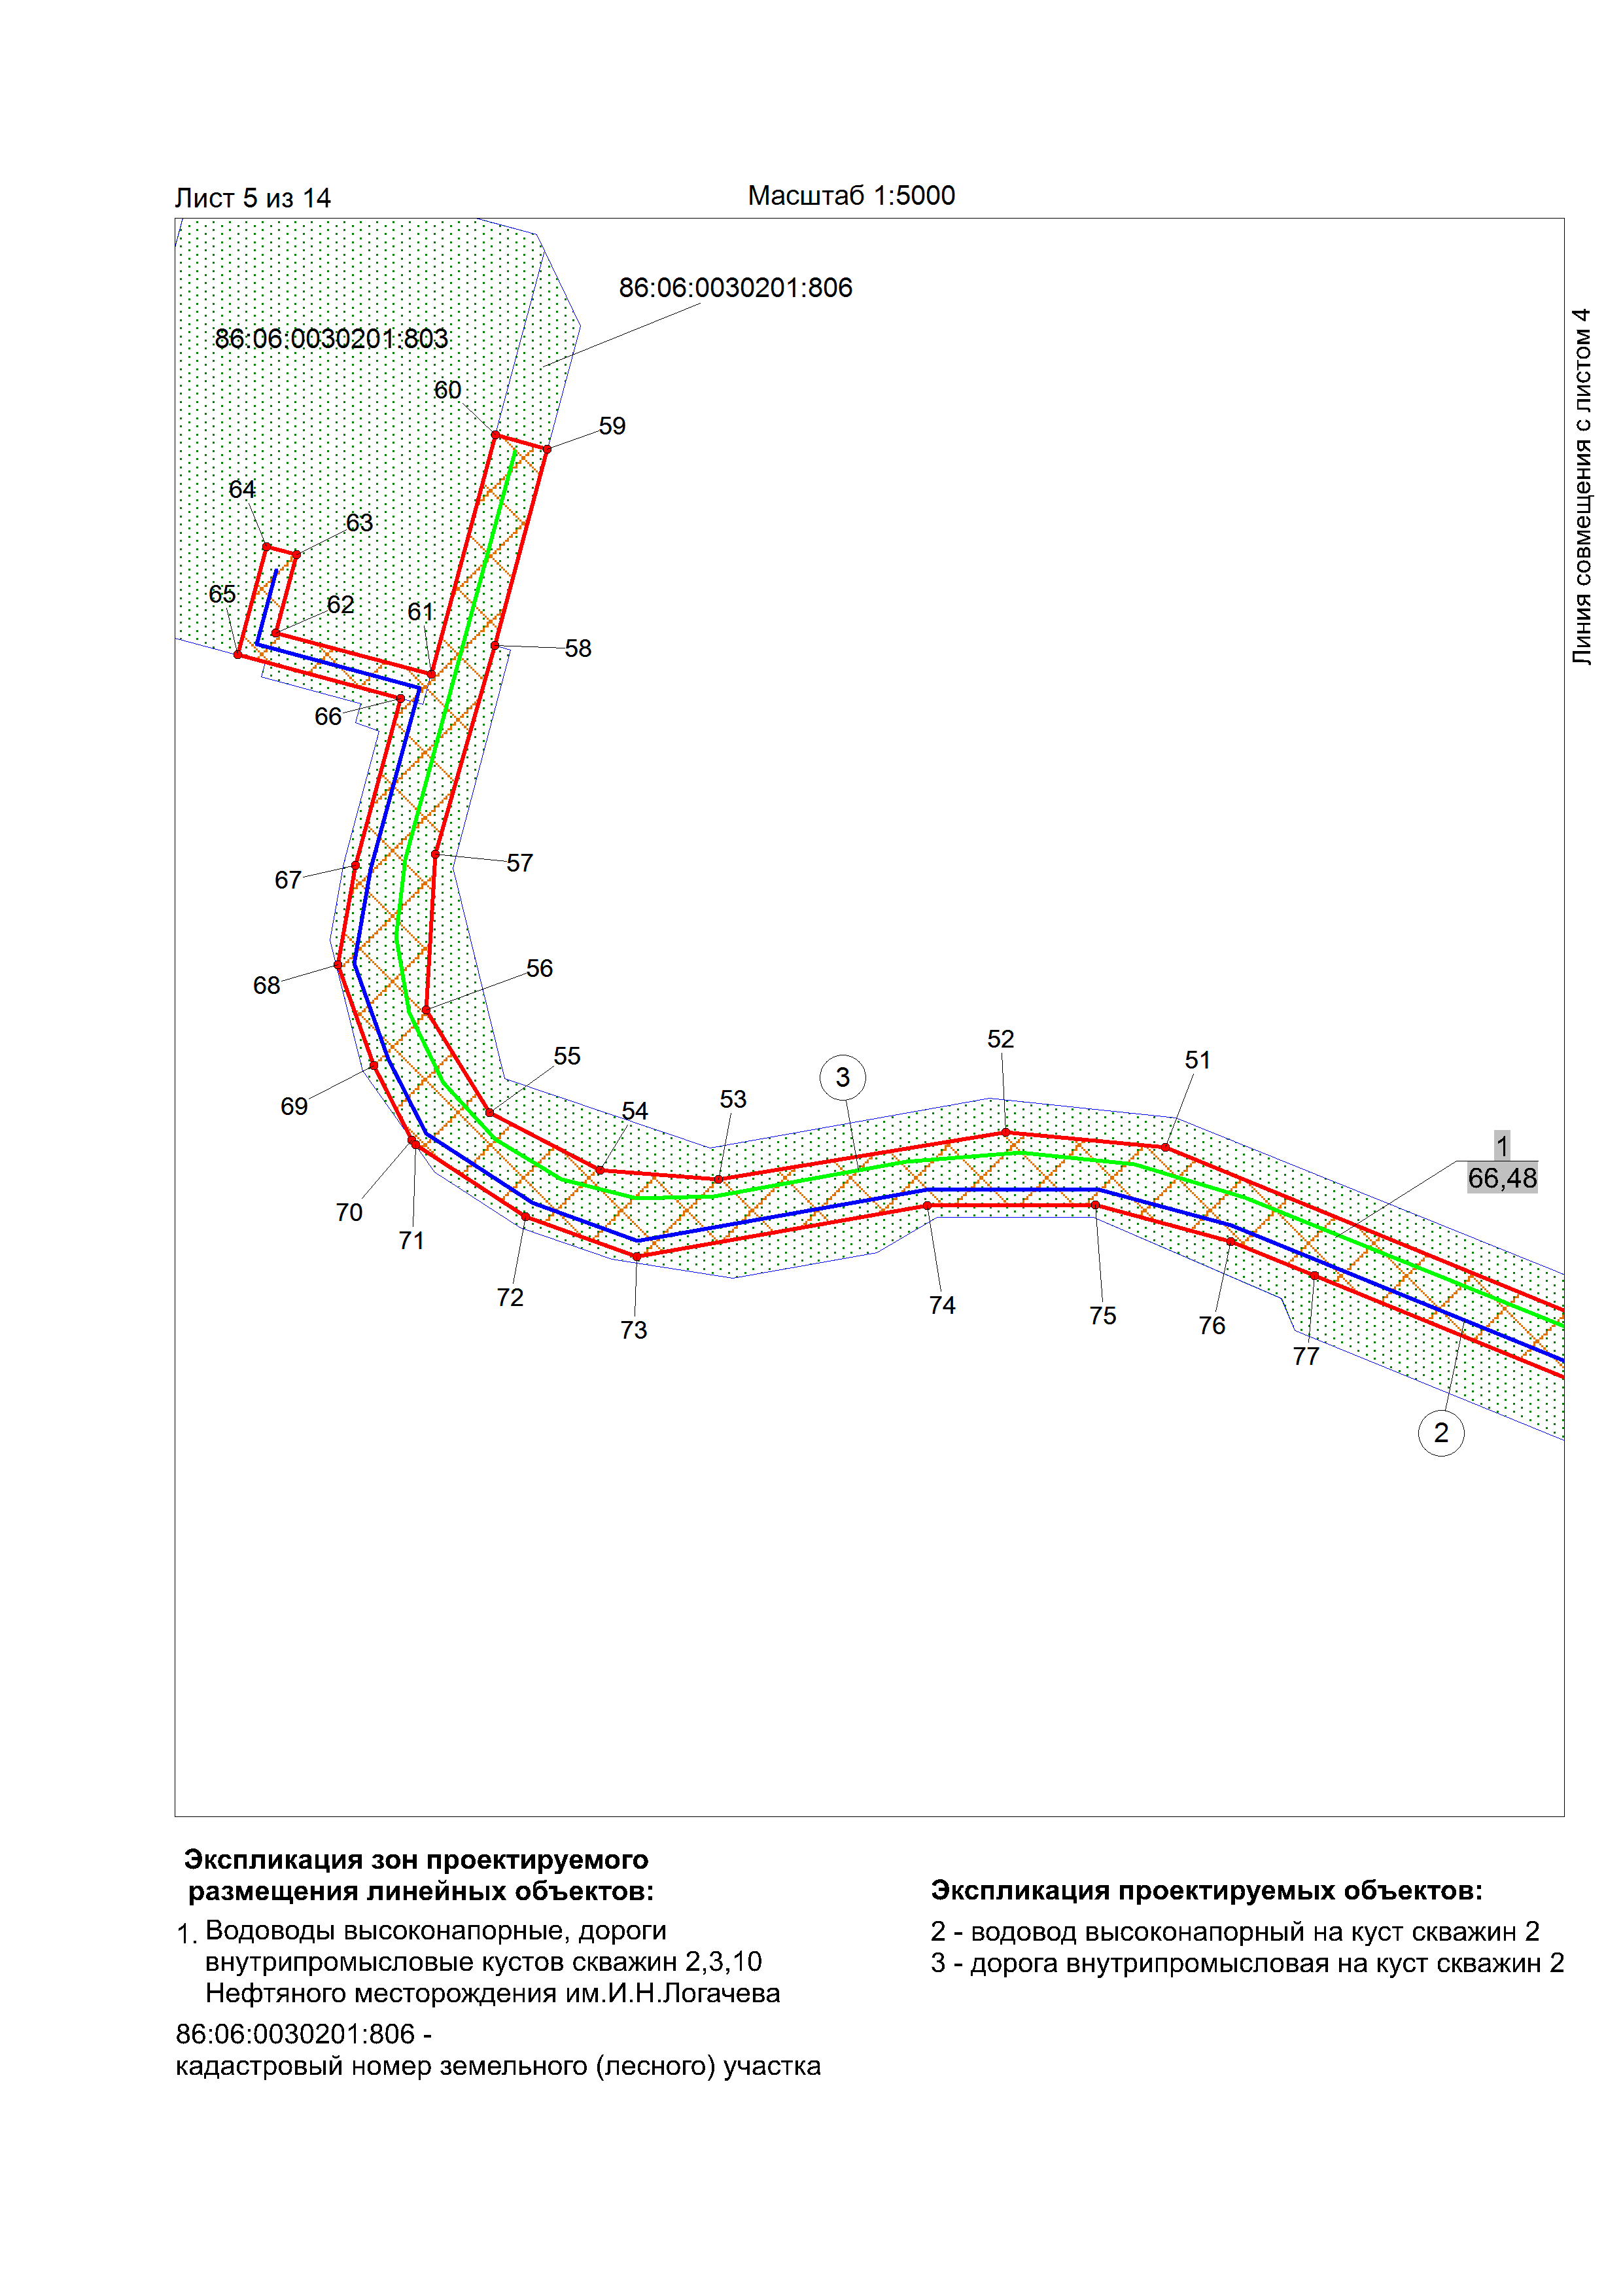 Лист 5 из 14
Масштаб 1:5000
86:06:0030201:806
86:06:0030201:803
Линия совмещения с листом 4
60
59
64
63
65
62
61
58
66
57
67
56
68
55
52
51
3
54
53
69
1
66,48
70
71
72
73
74
75
76
77
2
Экспликация зон проектируемого
размещения линейных объектов:
1. Водоводы высоконапорные, дороги
внутрипромысловые кустов скважин 2,3,10
Нефтяного месторождения им.И.Н.Логачева
86:06:0030201:806 -
кадастровый номер земельного (лесного) участка
Экспликация проектируемых объектов:
2 - водовод высоконапорный на куст скважин 2
3 - дорога внутрипромысловая на куст скважин 2